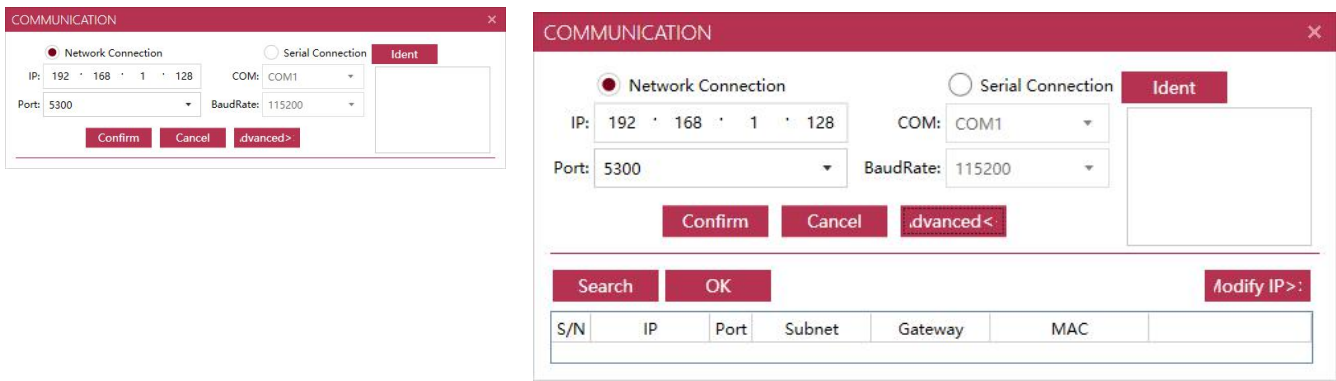 COMMUNICATION ×
Network Connection Serial Connection Ident
IP: 192 . 168 . 1 . 128 COM: COM1
Port: 5300 BaudRate: 115200
Confirm Cancel dvanced>
COMMUNICATION ×
Network Connection Serial Connection Ident
IP: 192 . 168 . 1 . 128 COM: COM1
Port: 5300 BaudRate: 115200
Confirm Cancel dvanced<
Search OK Modify IP>
S/N IP Port Subnet Gateway MAC